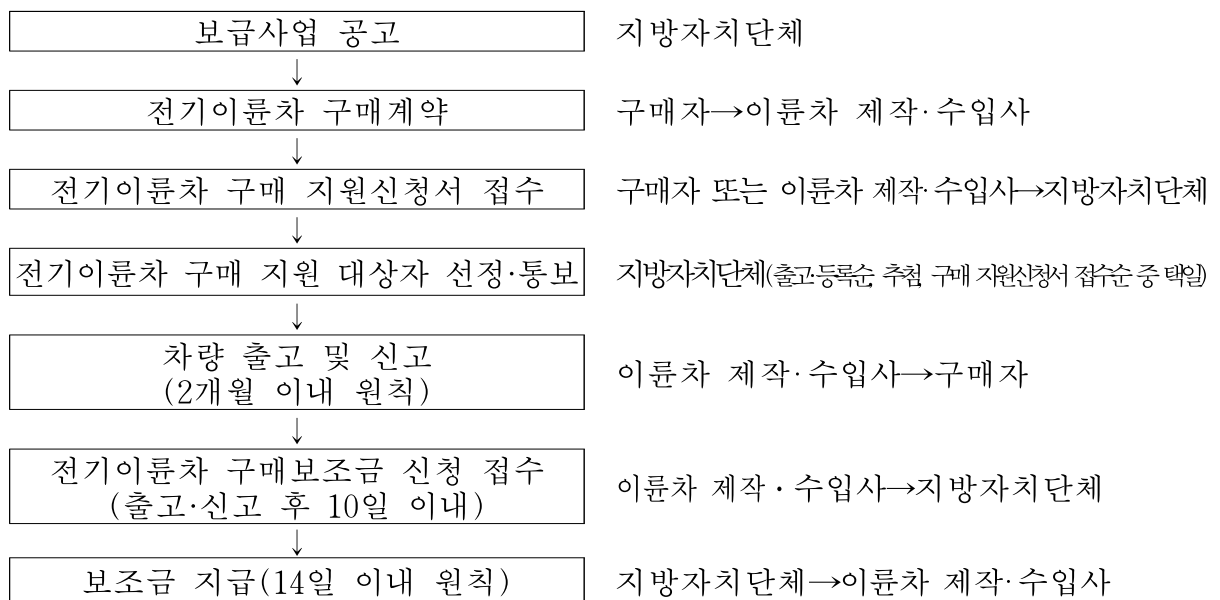 보급사업 공고 지방자치단체
↓
전기이륜차 구매계약 구매자→이륜차 제작·수입사
↓
전기이륜차 구매 지원신청서 접수 구매자 또는 이륜차 제작·수입사→지방자치단체
↓
전기이륜차 구매 지원 대상자 선정·통보 지방자치단체(출고·등록순, 추첨, 구매 지원신청서 접수순 중 택일)
↓
차량 출고 및 신고
(2개월 이내 원칙) 이륜차 제작·수입사→구매자
↓
전기이륜차 구매보조금 신청 접수
(출고·신고 후 10일 이내) 이륜차 제작·수입사→지방자치단체
↓
보조금 지급(14일 이내 원칙) 지방자치단체→이륜차 제작·수입사